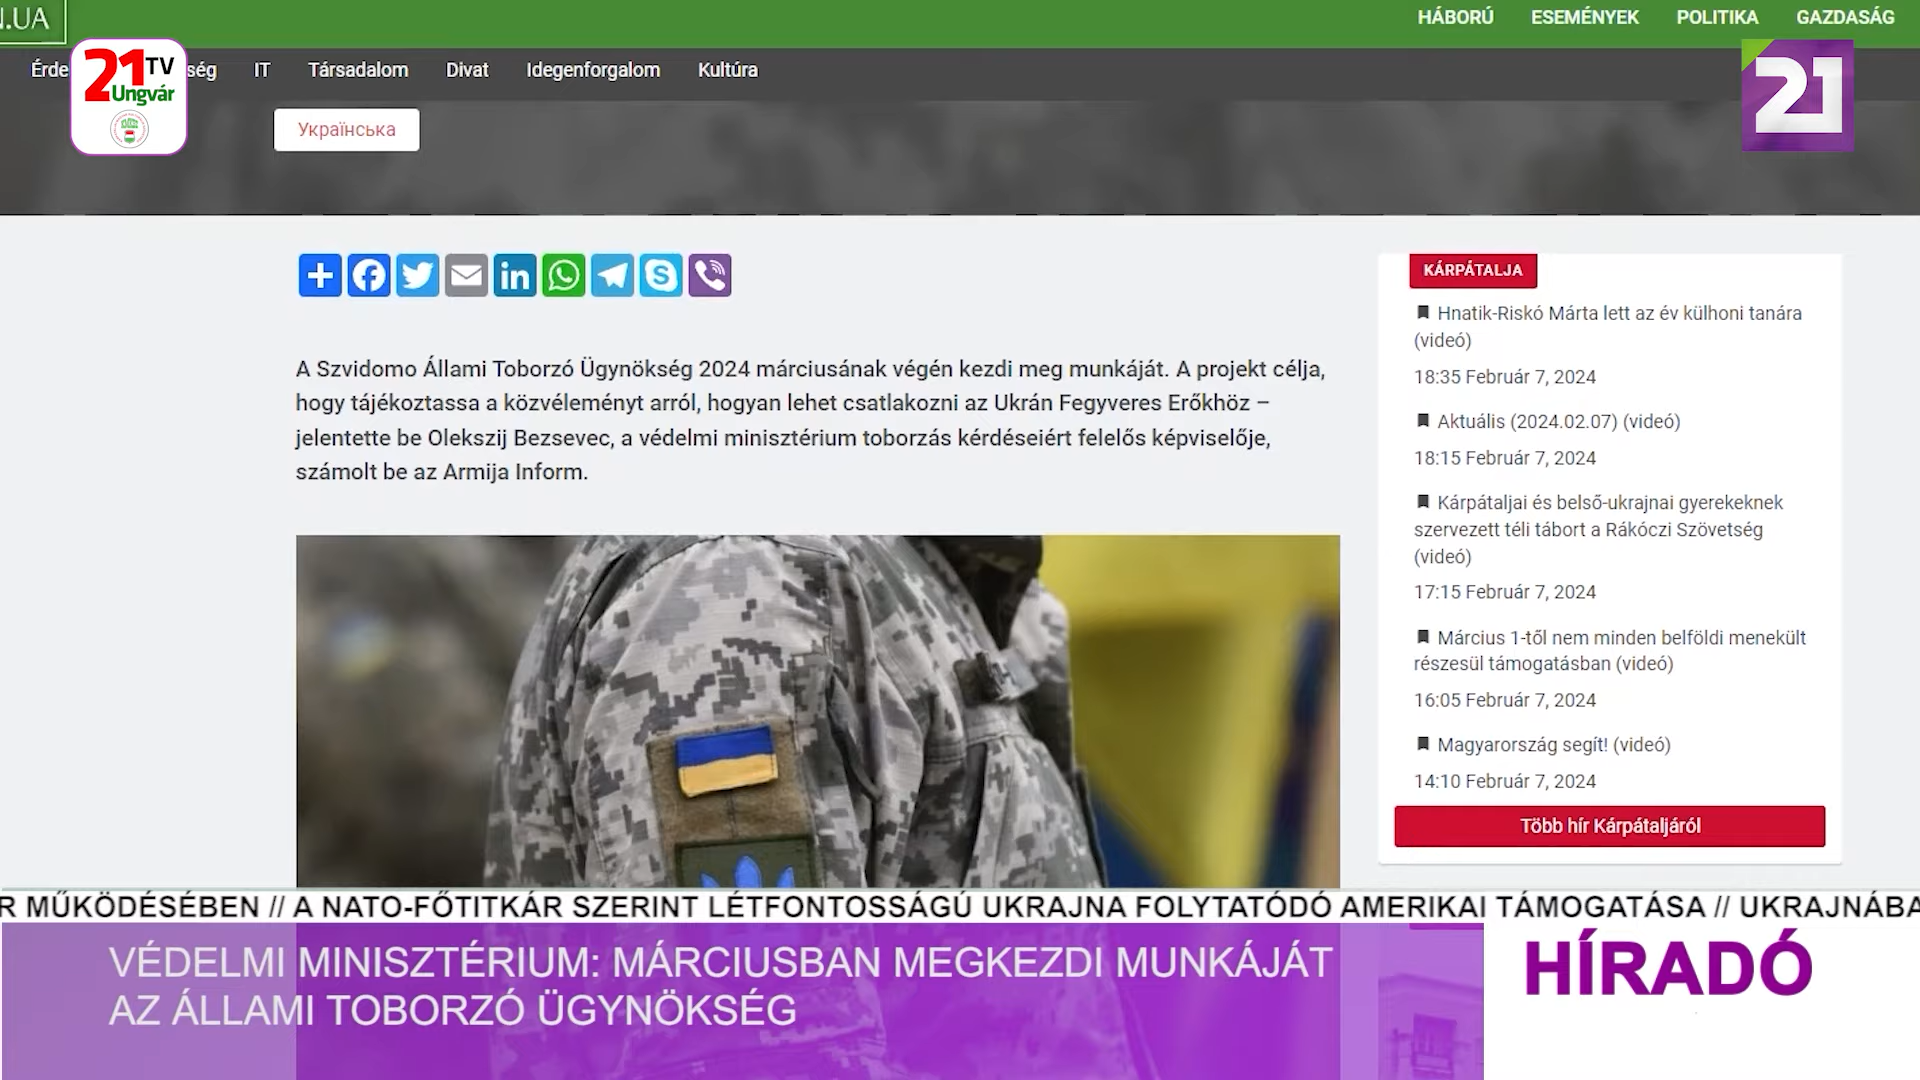 .UA
HÁBORÚ ESEMÉNYEK POLITIKA GAZDASÁG
Érde
ség IT Társadalom Divat Idegenforgalom Kultúra
21 TV
Ungvár
21
Українська
A Szvidomo Állami Toborzó Ügynökség 2024 márciusának végén kezdi meg munkáját. A projekt célja,
hogy tájékoztassa a közvéleményt arról, hogyan lehet csatlakozni az Ukrán Fegyveres Erőkhöz –
jelentette be Olekszij Bezsevec, a védelmi minisztérium toborzás kérdéseiért felelős képviselője,
számolt be az Armija Inform.
KÁRPÁTALJA
Hnatik-Riskó Márta lett az év külhoni tanára
(videó)
18:35 Február 7, 2024
Aktuális (2024.02.07) (videó)
18:15 Február 7, 2024
Kárpátaljai és belső-ukrajnai gyerekeknek
szervezett téli tábort a Rákóczi Szövetség
(videó)
17:15 Február 7, 2024
Március 1-től nem minden belföldi menekült
részesül támogatásban (videó)
16:05 Február 7, 2024
Magyarország segít! (videó)
14:10 Február 7, 2024
Több hír Kárpátaljáról
R MŰKÖDÉSÉBEN // A NATO-FŐTITKÁR SZERINT LÉTFONTOSSÁGÚ UKRAJNA FOLYTATÓDÓ AMERIKAI TÁMOGATÁSA // UKRAJNÁBA
VÉDELMI MINISZTÉRIUM: MÁRCIUSBAN MEGKEZDI MUNKÁJÁT
AZ ÁLLAMI TOBORZÓ ÜGYNÖKSÉG
HÍRADÓ